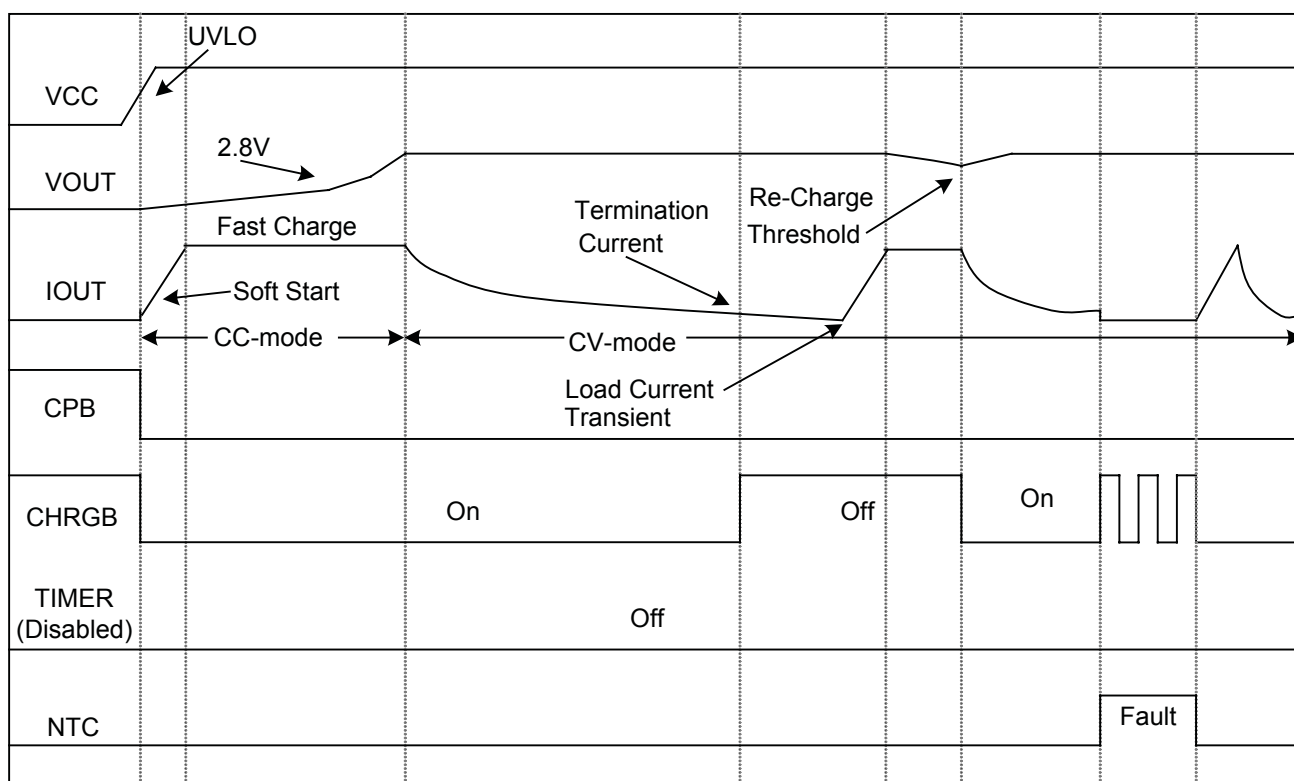 UVLO
VCC
2.8V
VOUT
Re-Charge
Threshold
Termination
Current
Fast Charge
IOUT
Soft Start
CC-mode
CV-mode
Load Current
Transient
CPB
CHRGB
On
Off
On
TIMER
(Disabled)
Off
NTC
Fault